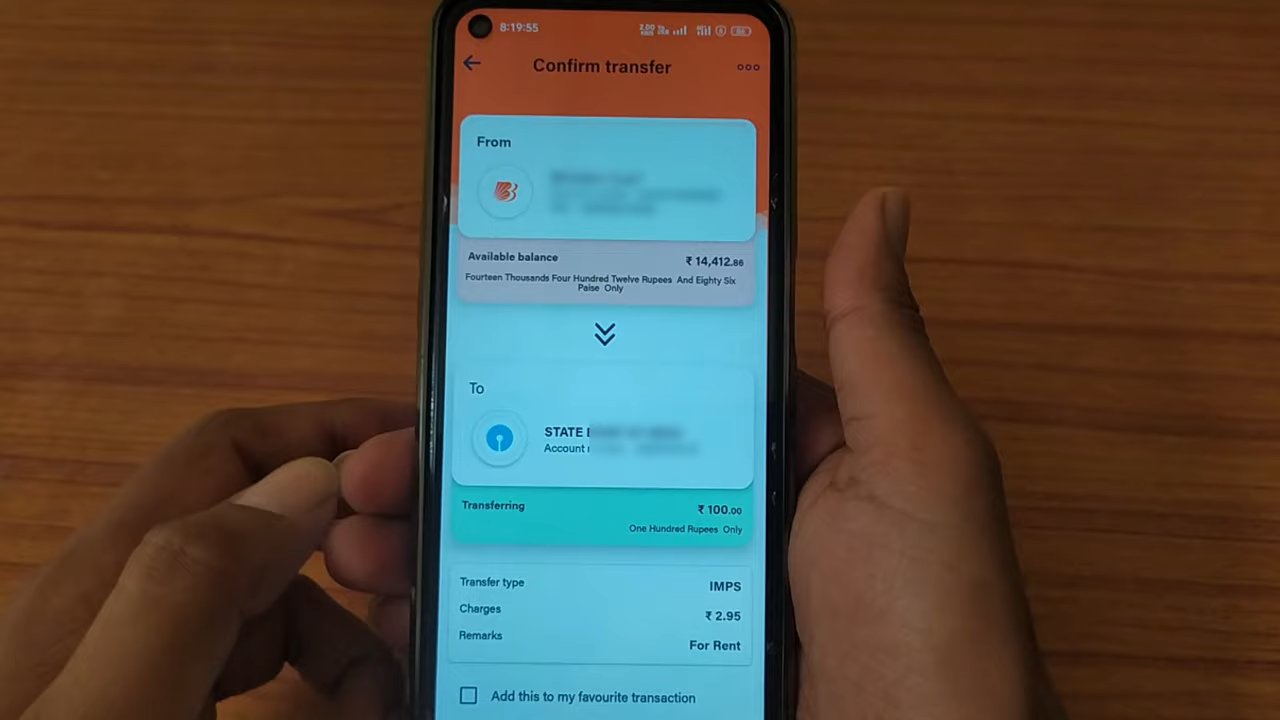 8:19:55
Confirm transfer
From
Available balance ₹ 14,412.86
Fourteen Thousands Four Hundred Twelve Rupees And Eighty Six
Paise Only
To
STATE
Account
Transferring ₹ 100.00
One Hundred Rupees Only
Transfer type IMPS
Charges ₹ 2.95
Remarks For Rent
Add this to my favourite transaction